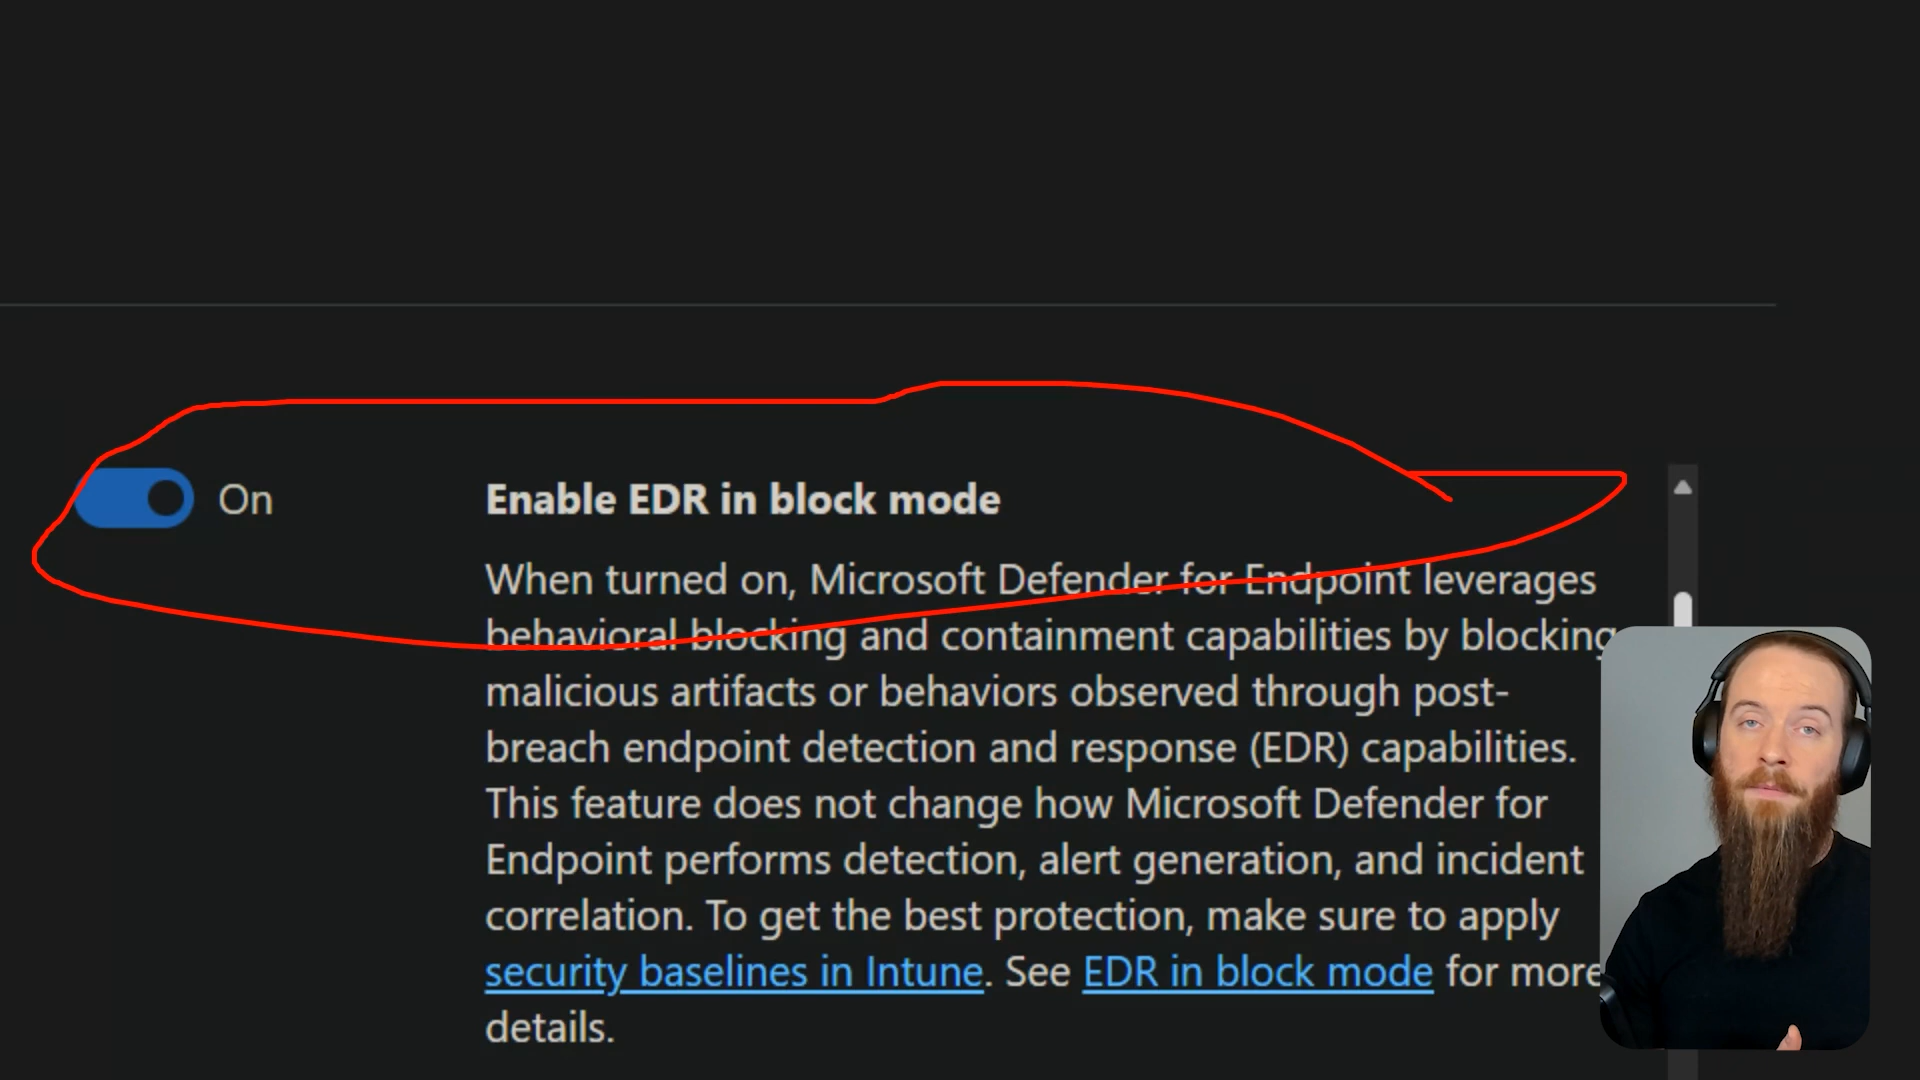 On
Enable EDR in block mode
When turned on, Microsoft Defender for Endpoint leverages
behavioral blocking and containment capabilities by blocking
malicious artifacts or behaviors observed through post-
breach endpoint detection and response (EDR) capabilities.
This feature does not change how Microsoft Defender for
Endpoint performs detection, alert generation, and incident
correlation. To get the best protection, make sure to apply
security baselines in Intune. See EDR in block mode for more
details.